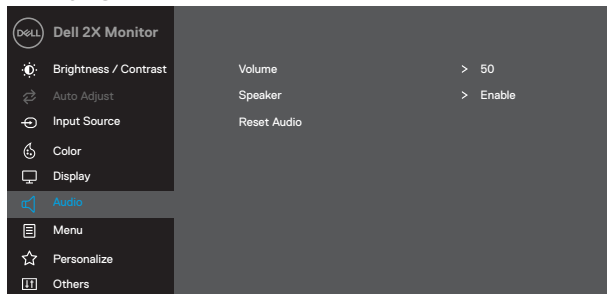 DELL Dell 2X Monitor
Brightness / Contrast Volume > 50
Auto Adjust Speaker > Enable
Input Source Reset Audio
Color
Display
Audio
Menu
Personalize
Others